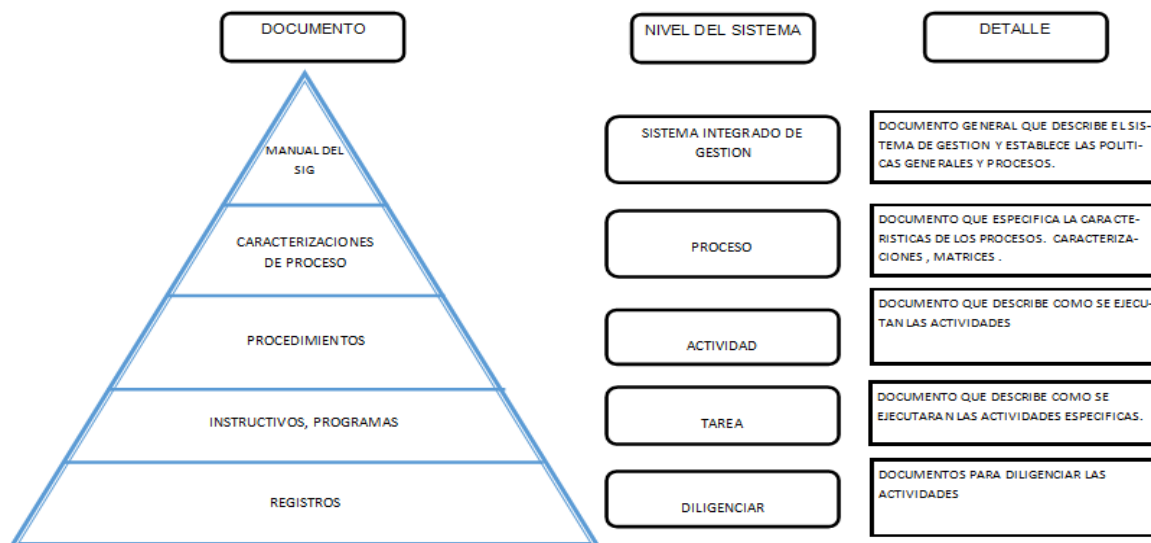 DOCUMENTO
NIVEL DEL SISTEMA
DETALLE
MANUAL DEL
SIG
SISTEMA INTEGRADO DE
GESTION
DOCUMENTO GENERAL QUE DESCRIBE EL SIS-
TEMA DE GESTION Y ESTABLECE LAS POLITI-
CAS GENERALES Y PROCESOS.
CARACTERIZACIONES
DE PROCESO
PROCESO
DOCUMENTO QUE ESPECIFICA LA CARACTE-
RISTICAS DE LOS PROCESOS. CARACTERIZA-
CIONES , MATRICES .
PROCEDIMIENTOS
ACTIVIDAD
DOCUMENTO QUE DESCRIBE COMO SE EJECU-
TAN LAS ACTIVIDADES
INSTRUCTIVOS, PROGRAMAS
TAREA
DOCUMENTO QUE DESCRIBE COMO SE
EJECUTARAN LAS ACTIVIDADES ESPECIFICAS.
REGISTROS
DILIGENCIAR
DOCUMENTOS PARA DILIGENCIAR LAS
ACTIVIDADES